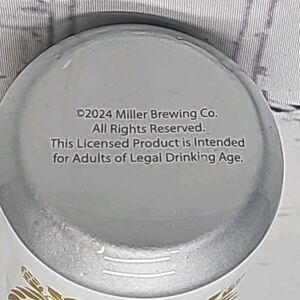 ©2024 Miller Brewing Co.
All Rights Reserved.
This Licensed Product is Intended
for Adults of Legal Drinking Age.